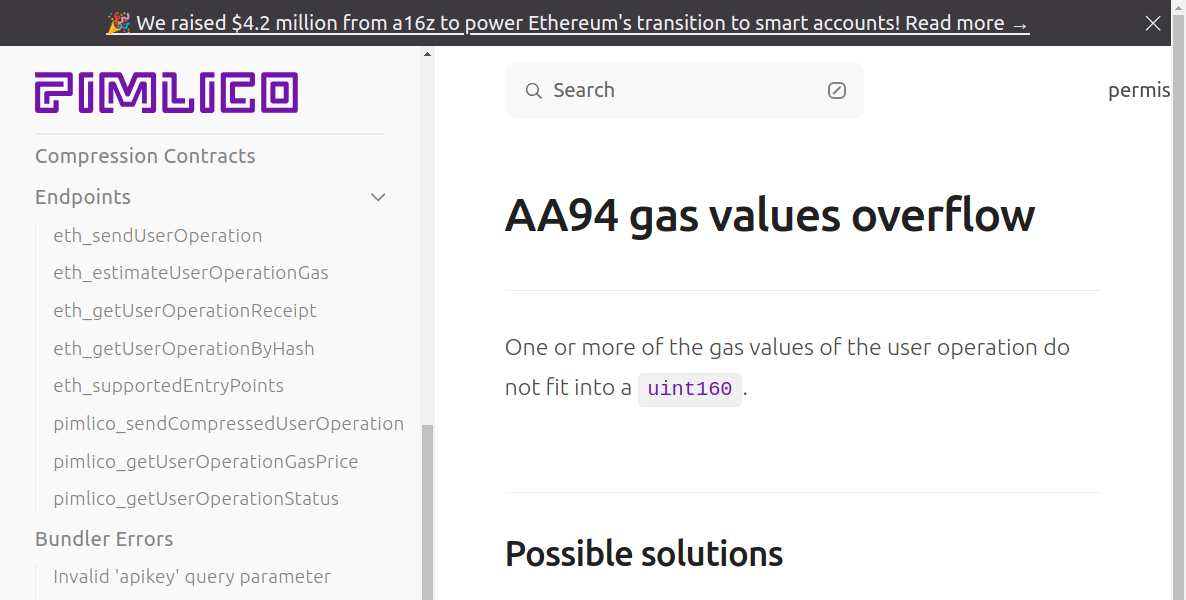 🎉 We raised $4.2 million from a16z to power Ethereum's transition to smart accounts! Read more →
PIMLICO
Search
permis
Compression Contracts
Endpoints
eth_sendUserOperation
eth_estimateUserOperationGas
eth_getUserOperationReceipt
eth_getUserOperationByHash
eth_supportedEntryPoints
pimlico_sendCompressedUserOperation
pimlico_getUserOperationGasPrice
pimlico_getUserOperationStatus
Bundler Errors
Invalid 'apikey' query parameter
AA94 gas values overflow
One or more of the gas values of the user operation do
not fit into a uint160.
Possible solutions